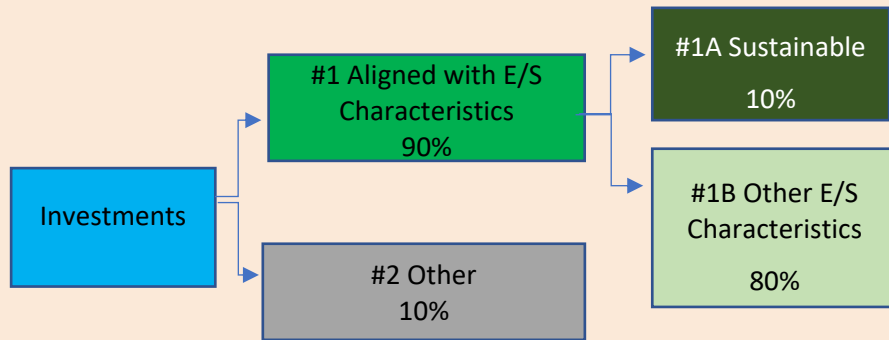 Investments
#1 Aligned with E/S
Characteristics
90%
#2 Other
10%
#1A Sustainable
10%
#1B Other E/S
Characteristics
80%